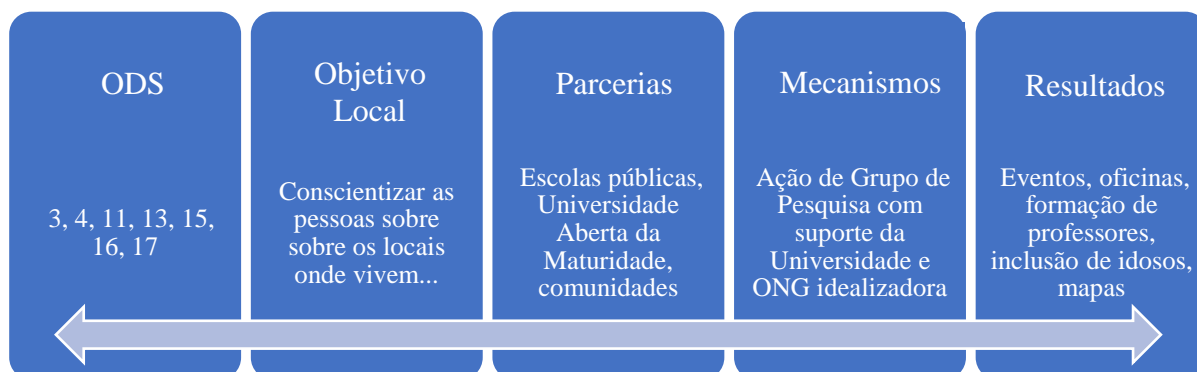 ODS
3, 4, 11, 13, 15,
16, 17
Objetivo
Local
Conscientizar as
pessoas sobre
sobre os locais
onde vivem...
Parcerias
Escolas públicas,
Universidade
Aberta da
Maturidade,
comunidades
Mecanismos
Ação de Grupo de
Pesquisa com
suporte da
Universidade e
ONG idealizadora
Resultados
Eventos, oficinas,
formação de
professores,
inclusão de idosos,
mapas